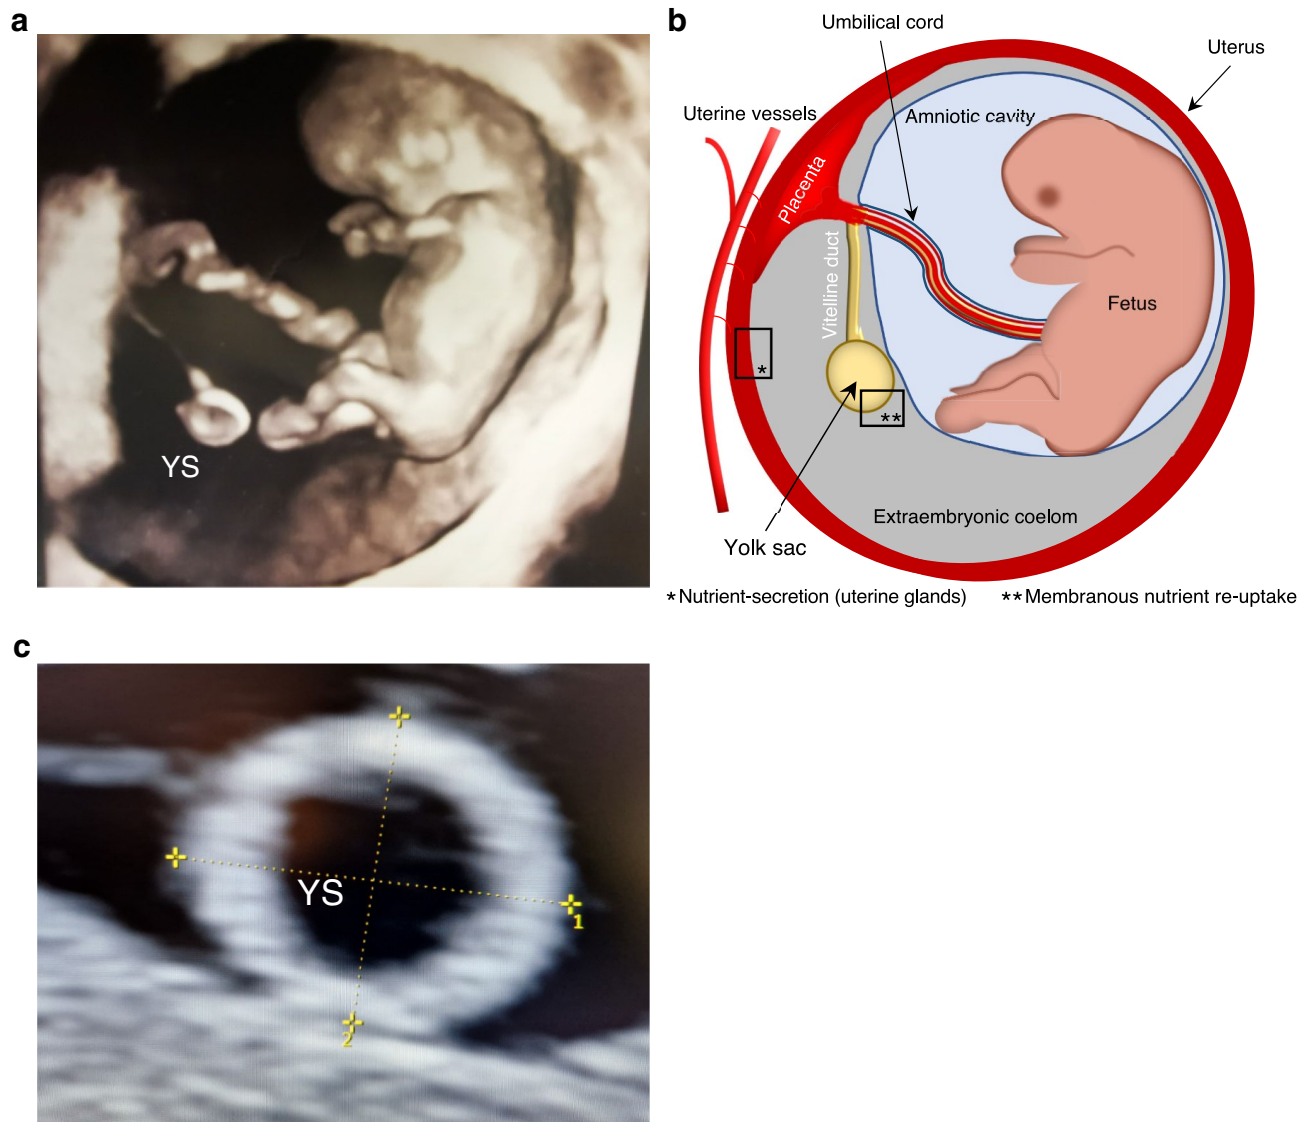 a
YS
b
Umbilical cord
Uterus
Uterine vessels
Amniotic cavity
Placenta
Vitelline duct
Fetus
*
**
Extraembryonic coelom
Yolk sac
* Nutrient-secretion (uterine glands)
** Membranous nutrient re-uptake
c
YS
1
2